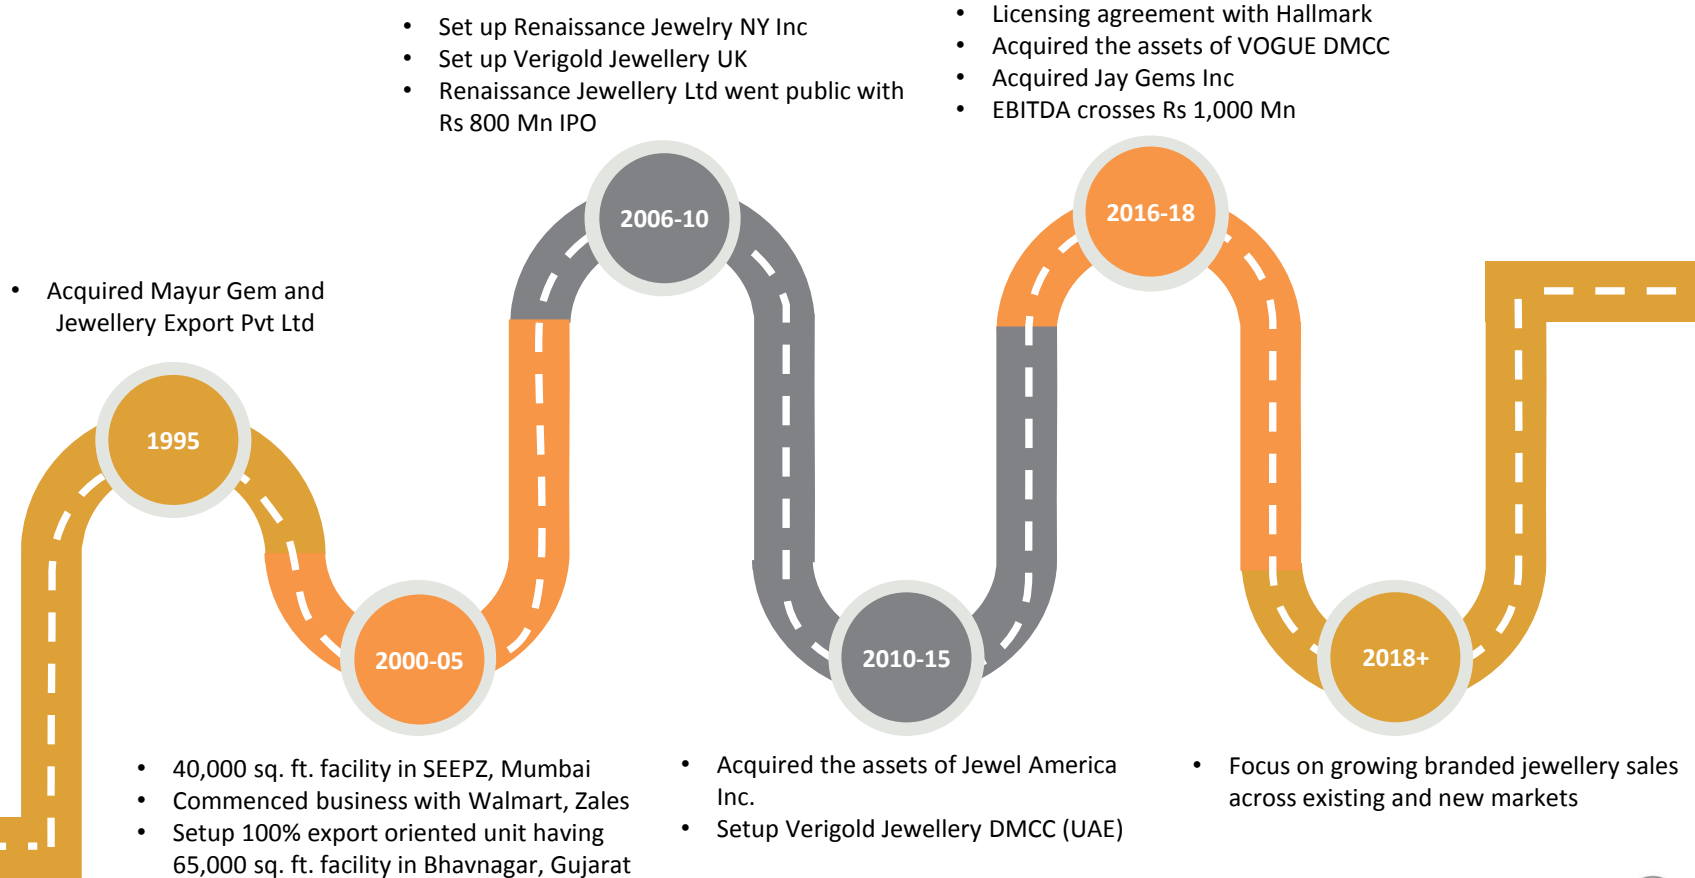 • Set up Renaissance Jewelry NY Inc
• Set up Verigold Jewellery UK
• Renaissance Jewellery Ltd went public with
Rs 800 Mn IPO
• Licensing agreement with Hallmark
• Acquired the assets of VOGUE DMCC
• Acquired Jay Gems Inc
• EBITDA crosses Rs 1,000 Mn
2006-10
2016-18
• Acquired Mayur Gem and
Jewellery Export Pvt Ltd
1995
2000-05
2010-15
2018+
• 40,000 sq. ft. facility in SEEPZ, Mumbai
• Commenced business with Walmart, Zales
• Setup 100% export oriented unit having
65,000 sq. ft. facility in Bhavnagar, Gujarat
• Acquired the assets of Jewel America
Inc.
• Setup Verigold Jewellery DMCC (UAE)
• Focus on growing branded jewellery sales
across existing and new markets